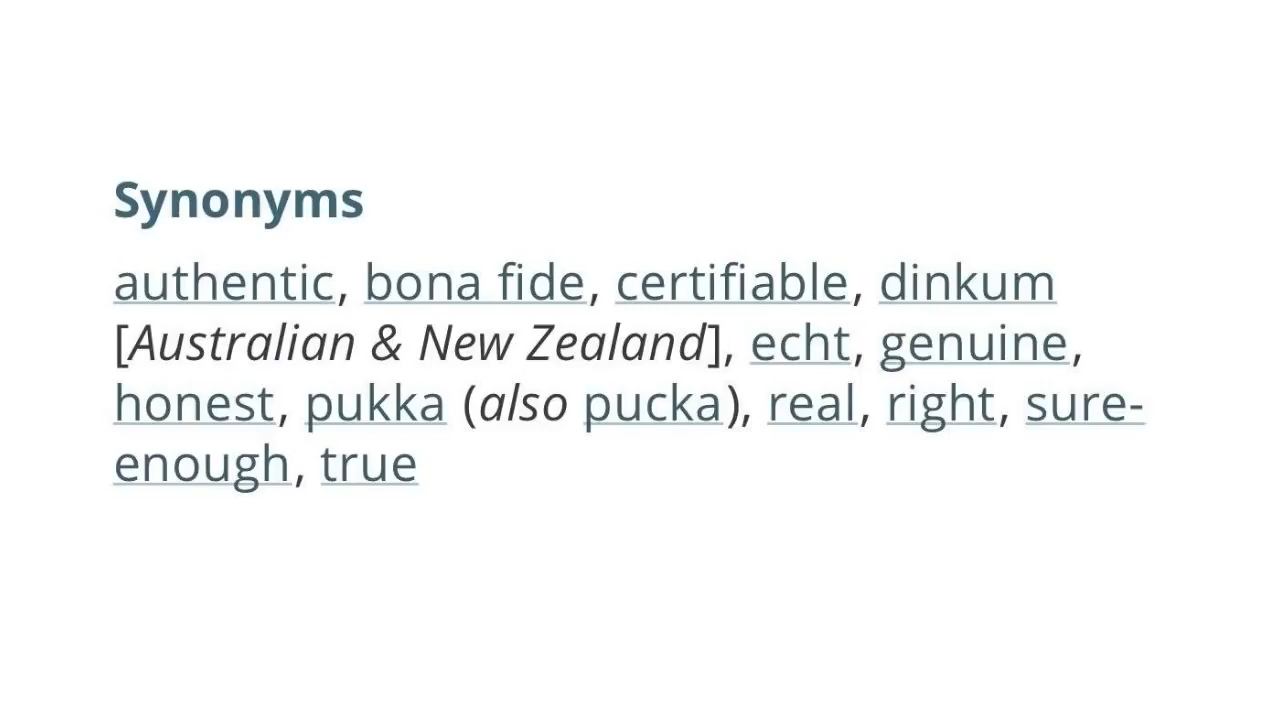 Synonyms
authentic, bona fide, certifiable, dinkum
[Australian & New Zealand], echt, genuine,
honest, pukka (also pucka), real, right, sure-
enough, true